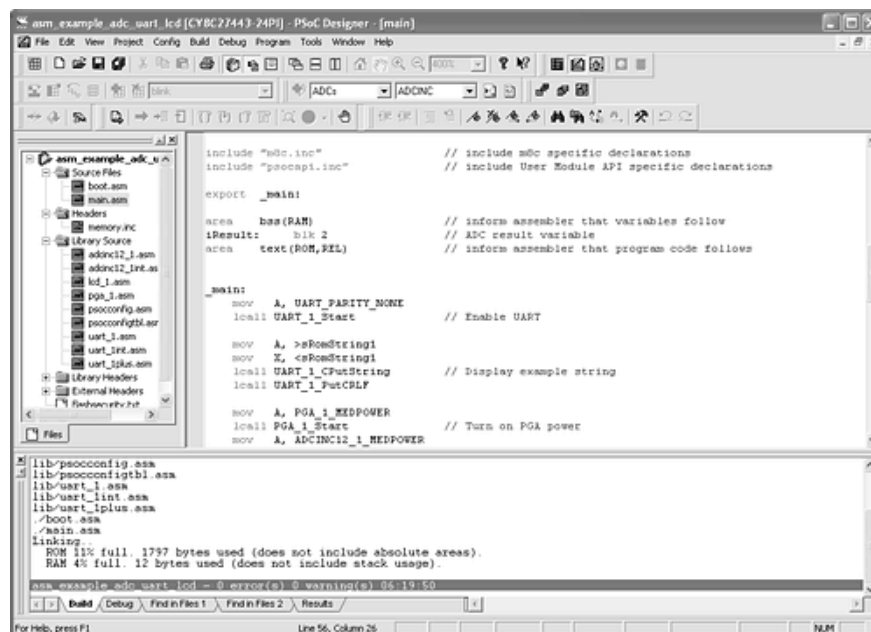 asm_example_adc_uart_lcd [CY8C27443-24PI] - PSoC Designer - [main]
File Edit View Project Config Build Debug Program Tools Window Help
400%
blink ADCs ADCINC
asm_example_adc_u
Source Files
boot.asm
main.asm
Headers
memory.inc
Library Source
adcinc12_1.asm
adcinc12_1int.as
lcd_1.asm
pga_1.asm
psocconfig.asm
psocconfigtbl.asr
uart_1.asm
uart_1int.asm
uart_1plus.asm
Library Headers
External Headers
flashsecurity.txt
Files
include "m8c.inc" // include m8c specific declarations
include "psocapi.inc" // include User Module API specific declarations
export _main:
area bss(RAM) // inform assembler that variables follow
iResult: blk 2 // ADC result variable
area text(ROM,REL) // inform assembler that program code follows
_main:
mov A, UART_PARITY_NONE
lcall UART_1_Start // Enable UART
mov A, >sRomString1
mov X, <sRomString1
lcall UART_1_CPutString // Display example string
lcall UART_1_PutCRLF
mov A, PGA_1_MEDPOWER
lcall PGA_1_Start // Turn on PGA power
mov A, ADCINC12_1_MEDPOWER
lib/psocconfig.asm
lib/psocconfigtbl.asm
lib/uart_1.asm
lib/uart_1int.asm
lib/uart_1plus.asm
./boot.asm
./main.asm
Linking..
ROM 11% full. 1797 bytes used (does not include absolute areas).
RAM 4% full. 12 bytes used (does not include stack usage).
asm_example_adc_uart_lcd - 0 error(s) 0 warning(s) 06:19:50
Build Debug Find in Files 1 Find in Files 2 Results
For Help, press F1 Line 56, Column 26 NUM